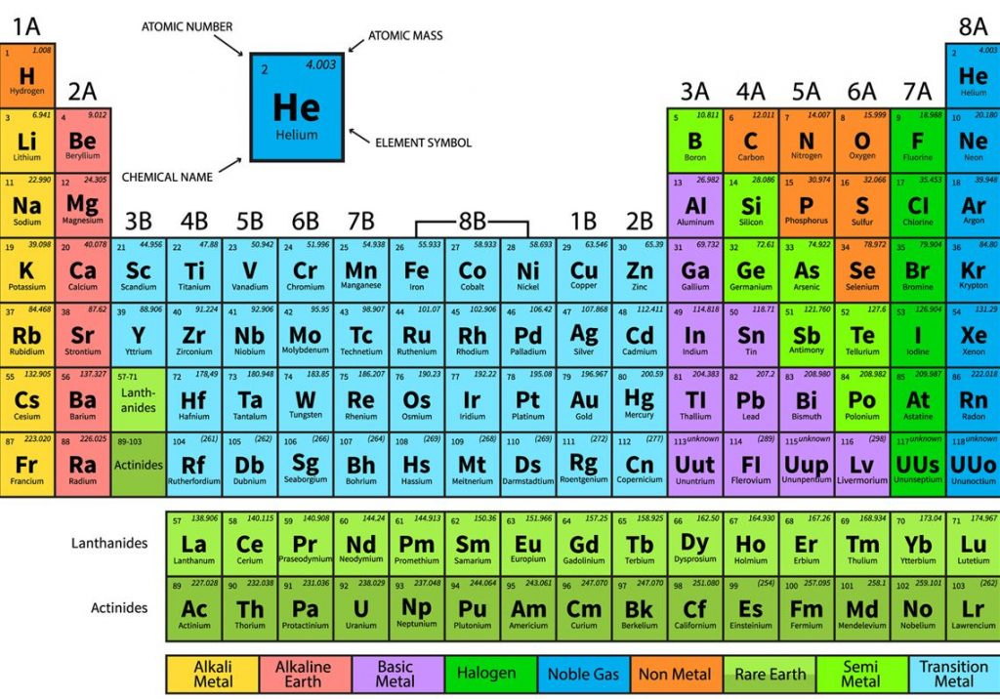 1A
8A
ATOMIC NUMBER
ATOMIC MASS
2 4.003
He
Helium
ELEMENT SYMBOL
CHEMICAL NAME
1 1.008
H
Hydrogen
2 4.003
He
Helium
2A
3A 4A 5A 6A 7A
3 6.941
Li
Lithium
4 9.012
Be
Beryllium
5 10.811
B
Boron
6 12.011
C
Carbon
7 14.007
N
Nitrogen
8 15.999
O
Oxygen
9 18.988
F
Fluorine
10 20.180
Ne
Neon
11 22.990
Na
Sodium
12 24.305
Mg
Magnesium
3B 4B 5B 6B 7B 8B 1B 2B
13 26.982
Al
Aluminum
14 28.086
Si
Silicon
15 30.974
P
Phosphorus
16 32.066
S
Sulfur
17 35.453
Cl
Chlorine
18 39.948
Ar
Argon
19 39.098
K
Potassium
20 40.078
Ca
Calcium
21 44.956
Sc
Scandium
22 47.88
Ti
Titanium
23 50.942
V
Vanadium
24 51.996
Cr
Chromium
25 54.938
Mn
Manganese
26 55.933
Fe
Iron
27 58.933
Co
Cobalt
28 58.693
Ni
Nickel
29 63.546
Cu
Copper
30 65.39
Zn
Zinc
31 69.732
Ga
Gallium
32 72.61
Ge
Germanium
33 74.922
As
Arsenic
34 78.972
Se
Selenium
35 79.904
Br
Bromine
36 84.80
Kr
Krypton
37 84.468
Rb
Rubidium
38 87.62
Sr
Strontium
39 88.906
Y
Yttrium
40 91.224
Zr
Zirconium
41 92.906
Nb
Niobium
42 95.95
Mo
Molybdenum
43 98.907
Tc
Technetium
44 101.07
Ru
Ruthenium
45 102.906
Rh
Rhodium
46 106.42
Pd
Palladium
47 107.868
Ag
Silver
48 112.411
Cd
Cadmium
49 114.818
In
Indium
50 118.71
Sn
Tin
51 121.760
Sb
Antimony
52 127.6
Te
Tellurium
53 126.904
I
Iodine
54 131.29
Xe
Xenon
55 132.905
Cs
Cesium
56 137.327
Ba
Barium
57-71
Lanth-
anides
72 178,49
Hf
Hafnium
73 180.948
Ta
Tantalum
74 183.85
W
Tungsten
75 186.207
Re
Rhenium
76 190.23
Os
Osmium
77 192.22
Ir
Iridium
78 195.08
Pt
Platinum
79 196.967
Au
Gold
80 200.59
Hg
Mercury
81 204.383
Tl
Thallium
82 207.2
Pb
Lead
83 208.980
Bi
Bismuth
84 208.982
Po
Polonium
85 209.987
At
Astatine
86 222.018
Rn
Radon
87 223.020
Fr
Francium
88 226.025
Ra
Radium
89-103
Actinides
104 (261)
Rf
Rutherfordium
105 (262)
Db
Dubnium
106 (266)
Sg
Seaborgium
107 (264)
Bh
Bohrium
108 (269)
Hs
Hassium
109 (268)
Mt
Meitnerium
110 (269)
Ds
Darmstadtium
111 (272)
Rg
Roentgenium
112 (277)
Cn
Copernicium
113 unknown
Uut
Ununtrium
114 (289)
Fl
Flerovium
115 unknown
Uup
Ununpentium
116 (298)
Lv
Livermorium
117 unknown
UUs
Ununseptium
118 unknown
UUo
Ununoctium
Lanthanides
57 138.906
La
Lanthanum
58 140.115
Ce
Cerium
59 140.908
Pr
Praseodymium
60 144.24
Nd
Neodymium
61 144.913
Pm
Promethium
62 150.36
Sm
Samarium
63 151.966
Eu
Europium
64 157.25
Gd
Gadolinium
65 158.925
Tb
Terbium
66 162.50
Dy
Dysprosium
67 164.930
Ho
Holmium
68 167.26
Er
Erbium
69 168.934
Tm
Thulium
70 173.04
Yb
Ytterbium
71 174.967
Lu
Lutetium
Actinides
89 227.028
Ac
Actinium
90 232.038
Th
Thorium
91 231.036
Pa
Protactinium
92 238.029
U
Uranium
93 237.048
Np
Neptunium
94 244.064
Pu
Plutonium
95 243.061
Am
Americium
96 247.070
Cm
Curium
97 247.070
Bk
Berkelium
98 251.080
Cf
Californium
99 (254)
Es
Einsteinium
100 257.095
Fm
Fermium
101 258.1
Md
Mendelevium
102 259.101
No
Nobelium
103 (262)
Lr
Lawrencium
Alkali
Metal
Alkaline
Earth
Basic
Metal
Halogen
Noble Gas
Non Metal
Rare Earth
Semi
Metal
Transition
Metal